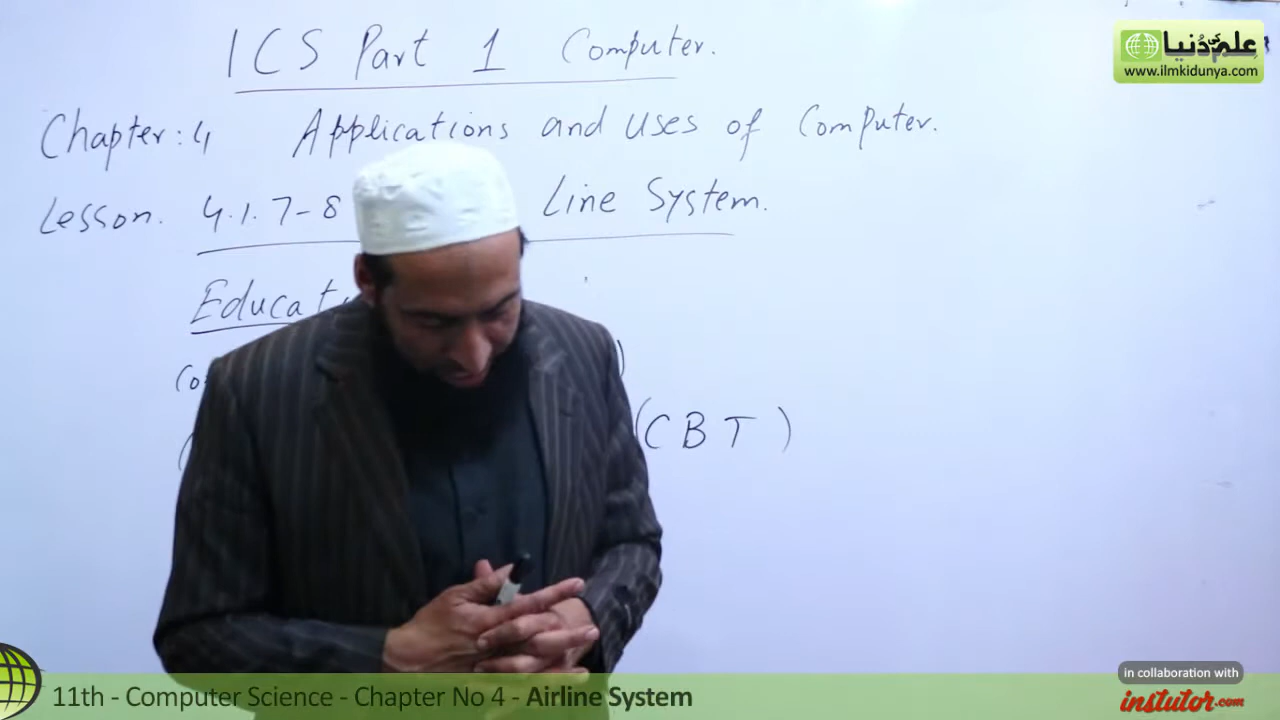 ICS Part 1 Computer.
علم کی دُنیا
www.ilmkidunya.com
Chapter: 4 Applications and Uses of Computer.
Lesson. 4.1.7-8 Line System.
Educat
(CBT)
in collaboration with
instutor.com
11th - Computer Science - Chapter No 4 - Airline System